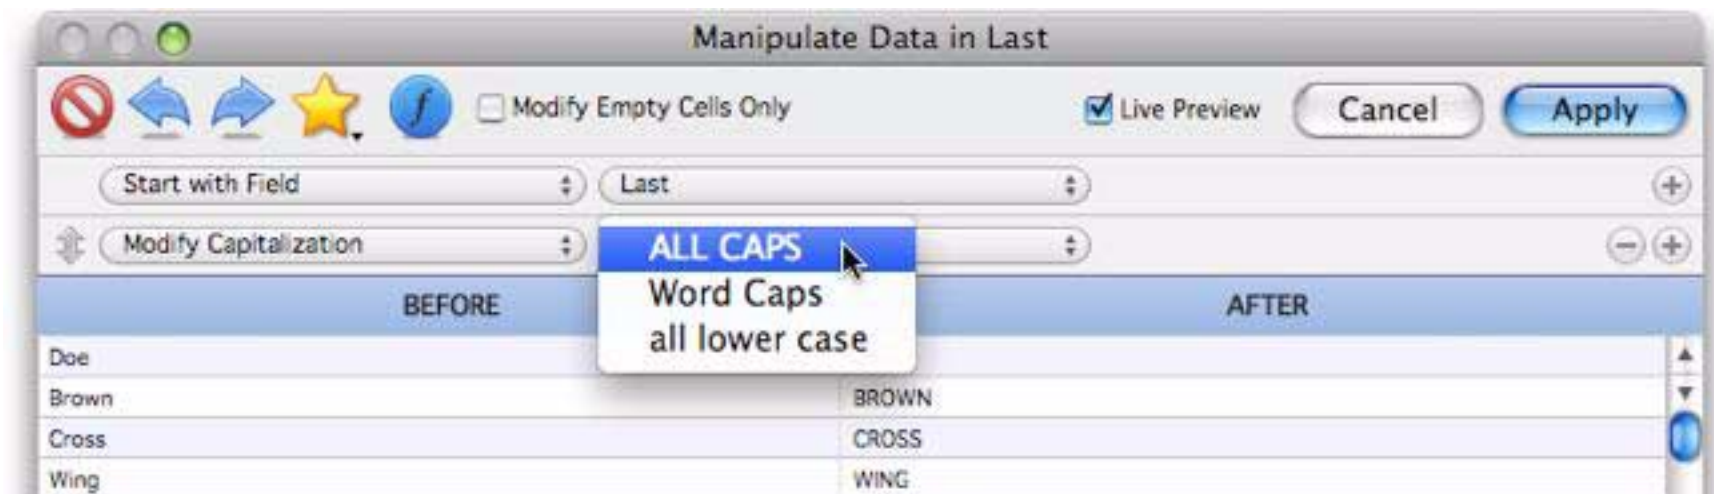 Manipulate Data in Last
f Modify Empty Cells Only Live Preview Cancel Apply
Start with Field Last
Modify Capitalization ALL CAPS
Word Caps
all lower case
BEFORE AFTER
Doe
Brown BROWN
Cross CROSS
Wing WING